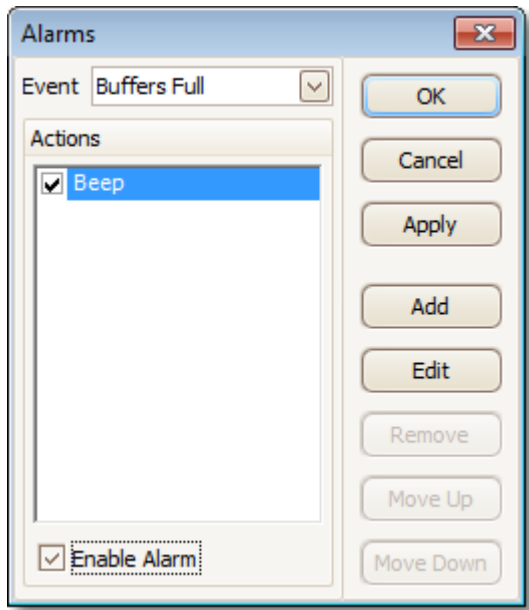 Alarms
Event Buffers Full
OK
Actions
Beep
Cancel
Apply
Add
Edit
Remove
Move Up
Enable Alarm
Move Down